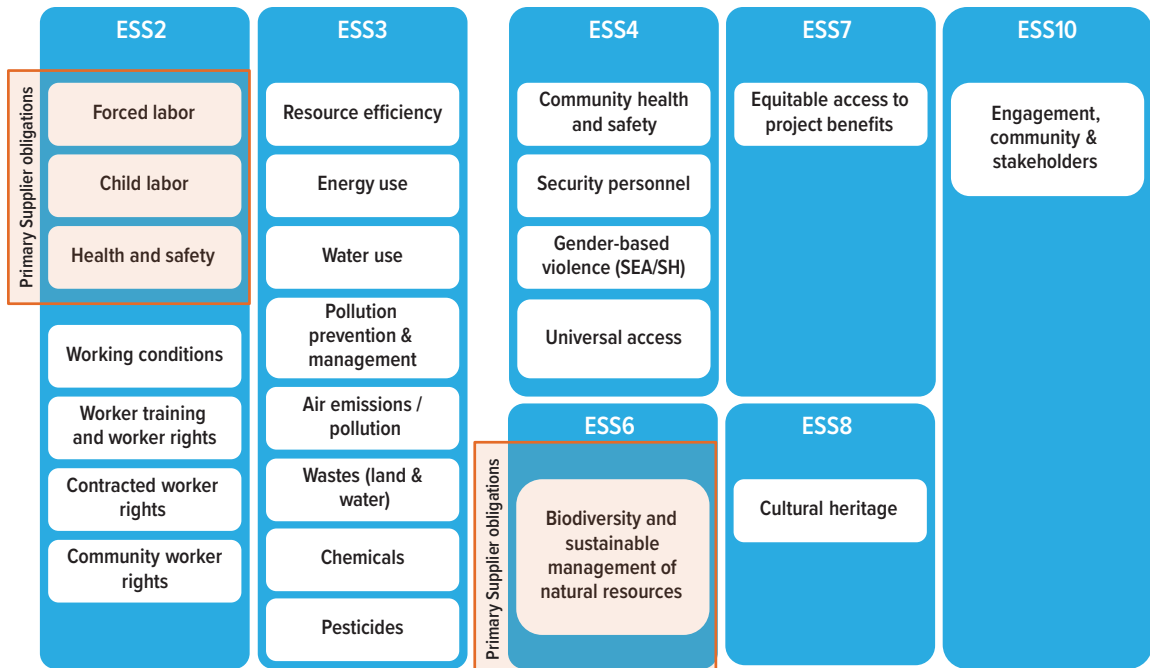 ESS2
Primary Supplier obligations
Forced labor
Child labor
Health and safety
Working conditions
Worker training
and worker rights
Contracted worker
rights
Community worker
rights
ESS3
Resource efficiency
Energy use
Water use
Pollution
prevention &
management
Air emissions /
pollution
Wastes (land &
water)
Chemicals
Pesticides
ESS4
Community health
and safety
Security personnel
Gender-based
violence (SEA/SH)
Universal access
ESS6
Primary Supplier obligations
Biodiversity and
sustainable
management of
natural resources
ESS7
Equitable access to
project benefits
ESS8
Cultural heritage
ESS10
Engagement,
community &
stakeholders